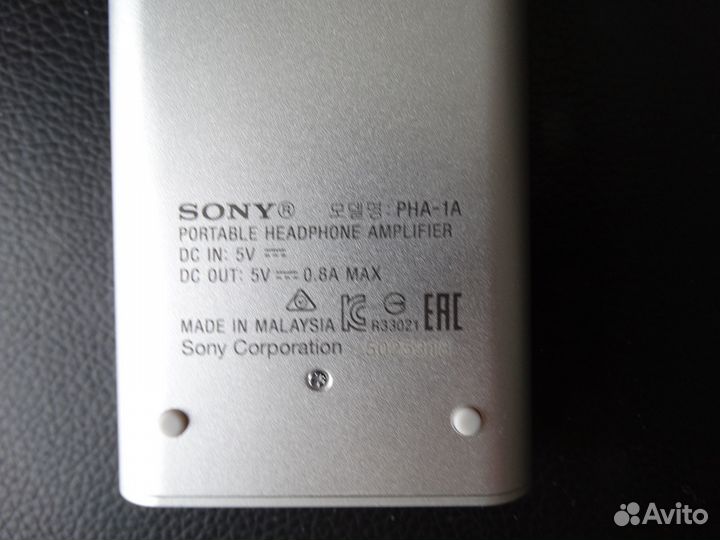 SONY® 모델명: PHA-1A
PORTABLE HEADPHONE AMPLIFIER
DC IN: 5V ⎓
DC OUT: 5V ⎓ 0.8A MAX
MADE IN MALAYSIA R33021 EAC
Sony Corporation
Avito